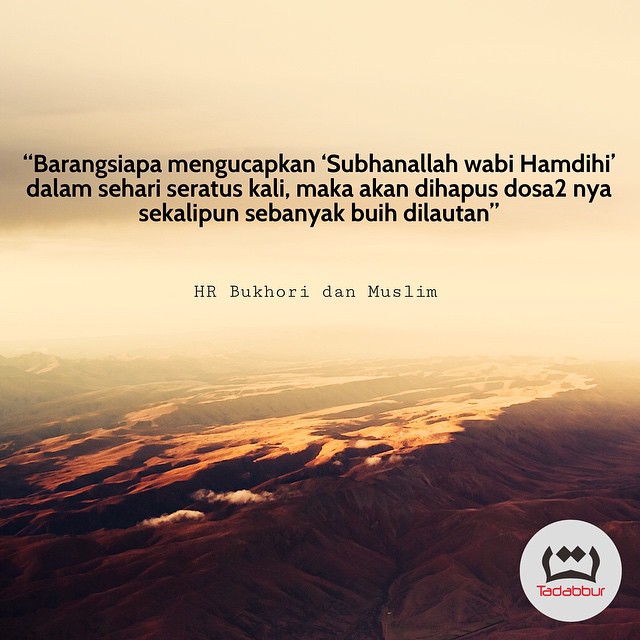 “Barangsiapa mengucapkan ‘Subhanallah wabi Hamdihi’
dalam sehari seratus kali, maka akan dihapus dosa2 nya
sekalipun sebanyak buih dilautan”
HR Bukhori dan Muslim
Tadabbur